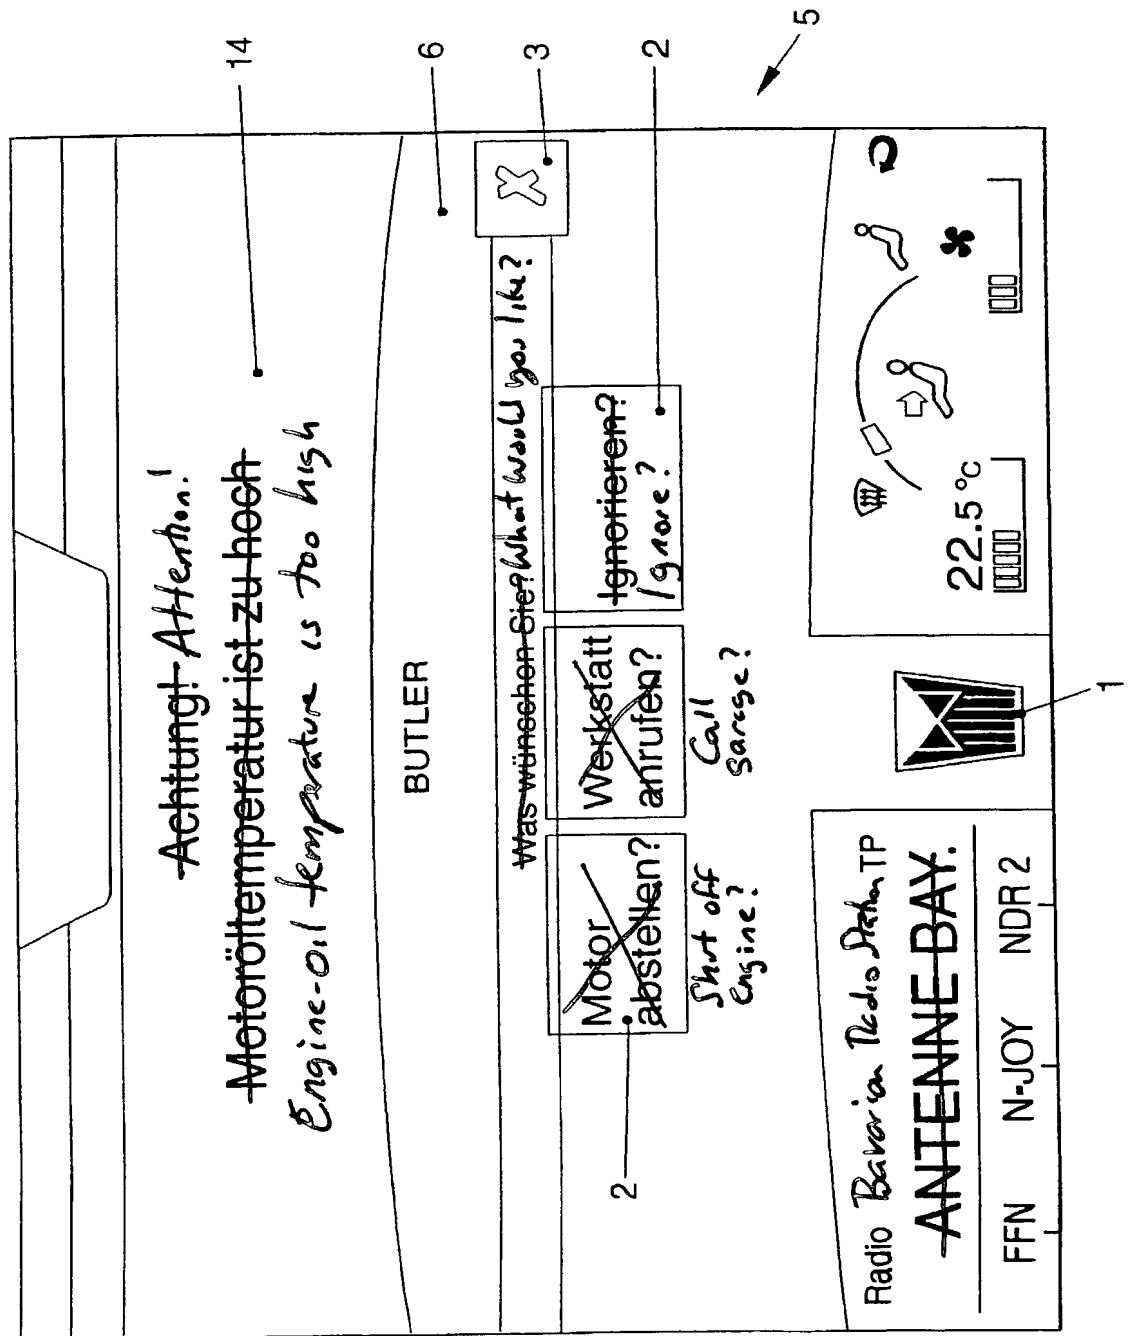 14
6
3
2
5
Achtung! Attention!
Motoröltemperatur ist zu hoch
Engine-oil temperature is too high
BUTLER
Was wünschen Sie? What would you like?
X
Motor abstellen?
Shut off engine?
Werkstatt anrufen?
Call garage?
Ignorieren?
Ignore?
2
Radio Bavarian Radio Station TP
ANTENNE BAY.
FFN N-JOY NDR 2
1
22.5 °C